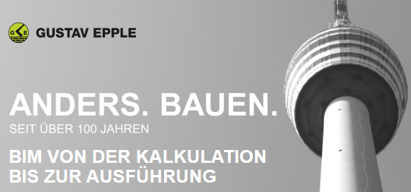 GUSTAV EPPLE
ANDERS. BAUEN.
SEIT ÜBER 100 JAHREN
BIM VON DER KALKULATION
BIS ZUR AUSFÜHRUNG